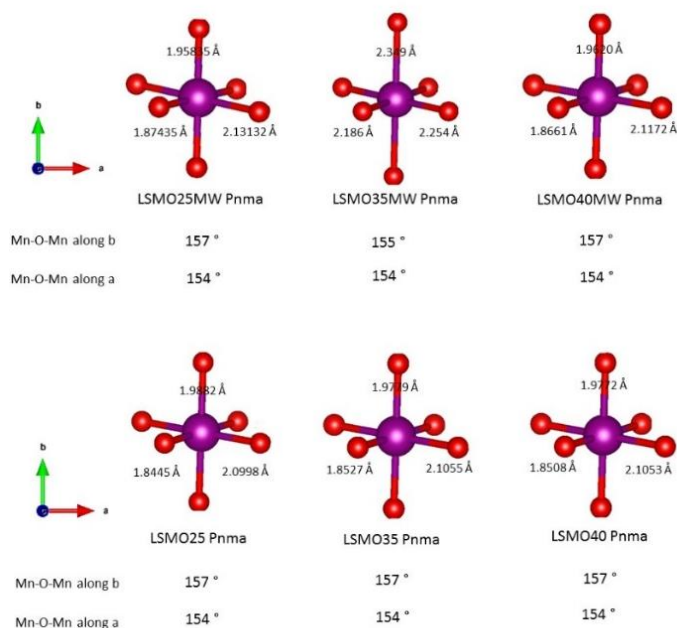 1.95835 Å 2.349 Å 1.9620 Å
b
1.87435 Å 2.13132 Å 2.186 Å 2.254 Å 1.8661 Å 2.1172 Å
a
LSMO25MW Pnma LSMO35MW Pnma LSMO40MW Pnma
Mn-O-Mn along b 157 ° 155 ° 157 °
Mn-O-Mn along a 154 ° 154 ° 154 °
1.9882 Å 1.9779 Å 1.9772 Å
b
1.8445 Å 2.0998 Å 1.8527 Å 2.1055 Å 1.8508 Å 2.1053 Å
a
LSMO25 Pnma LSMO35 Pnma LSMO40 Pnma
Mn-O-Mn along b 157 ° 157 ° 157 °
Mn-O-Mn along a 154 ° 154 ° 154 °